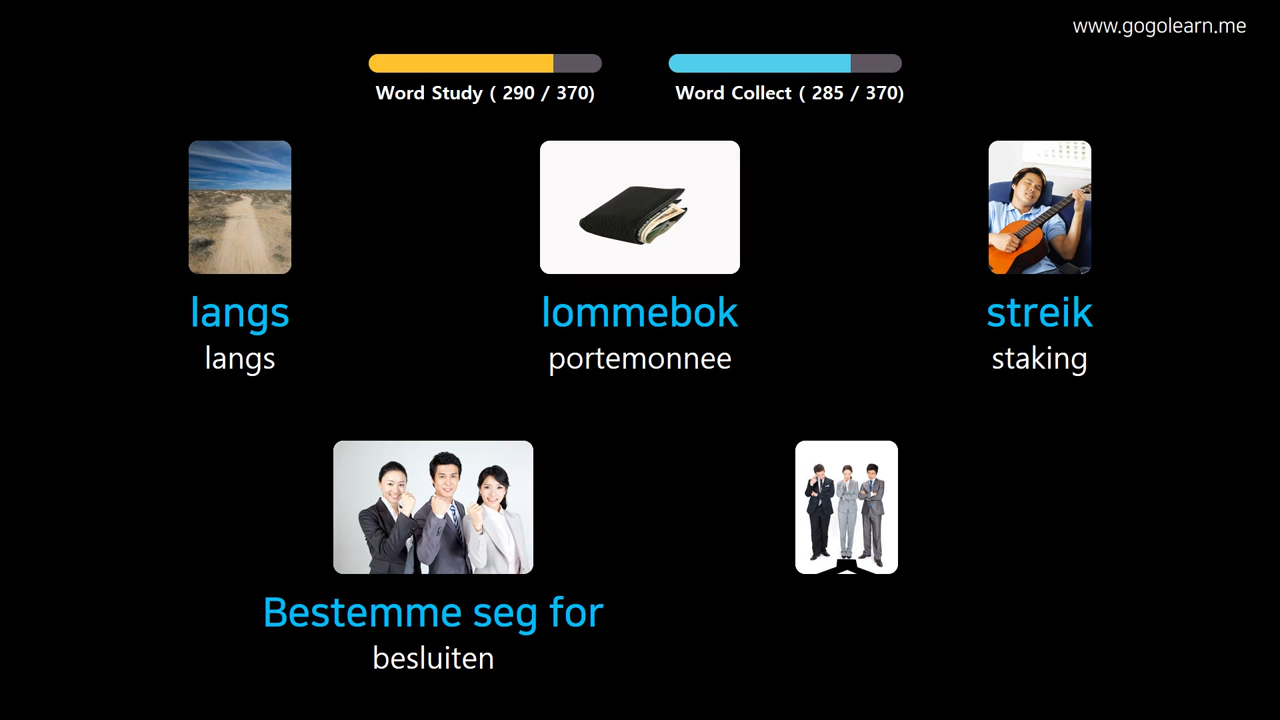 www.gogolearn.me
Word Study ( 290 / 370)
Word Collect ( 285 / 370)
langs
langs
lommebok
portemonnee
streik
staking
Bestemme seg for
besluiten